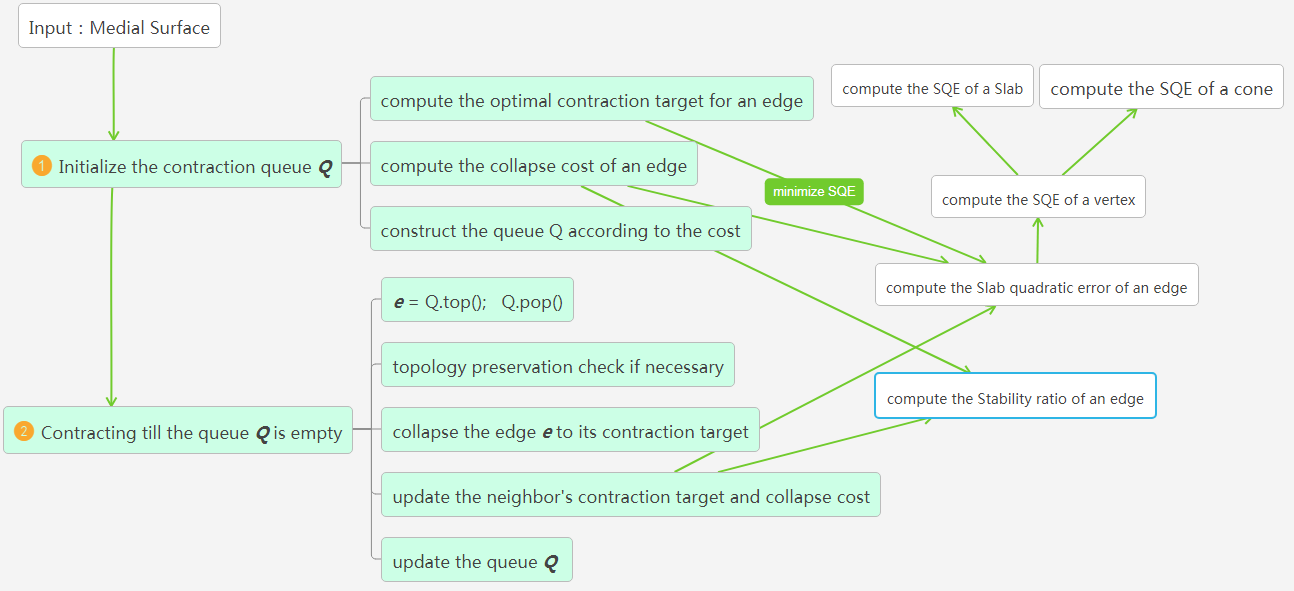 Input：Medial Surface
1 Initialize the contraction queue Q
compute the optimal contraction target for an edge
compute the collapse cost of an edge
construct the queue Q according to the cost
minimize SQE
compute the SQE of a Slab
compute the SQE of a cone
compute the SQE of a vertex
compute the Slab quadratic error of an edge
compute the Stability ratio of an edge
2 Contracting till the queue Q is empty
e = Q.top(); Q.pop()
topology preservation check if necessary
collapse the edge e to its contraction target
update the neighbor's contraction target and collapse cost
update the queue Q